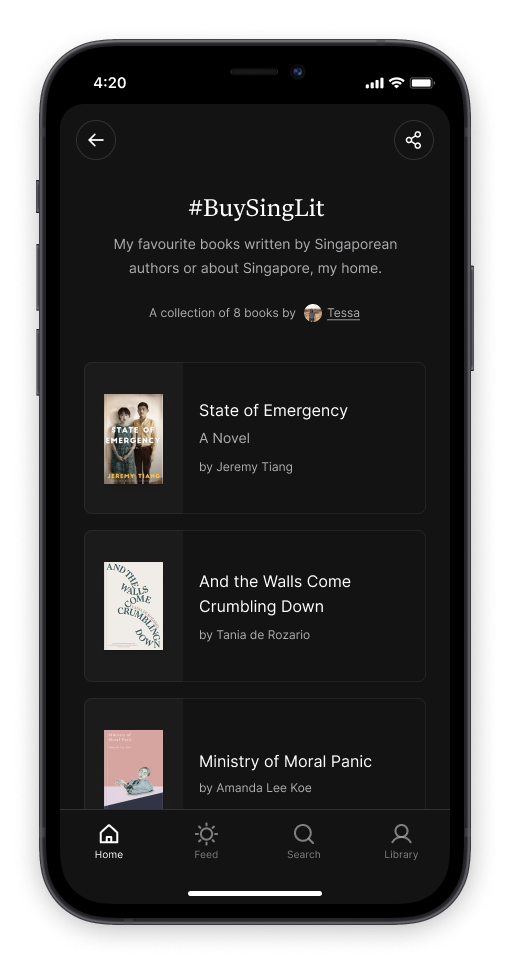 4:20
#BuySingLit
My favourite books written by Singaporean
authors or about Singapore, my home.
A collection of 8 books by Tessa
STATE OF
EMERGENCY
JEREMY TIANG
State of Emergency
A Novel
by Jeremy Tiang
AND THE
WALLS
COME
CRUMBLING
DOWN
And the Walls Come
Crumbling Down
by Tania de Rozario
Ministry of
Moral Panic
Ministry of Moral Panic
by Amanda Lee Koe
Home
Feed
Search
Library